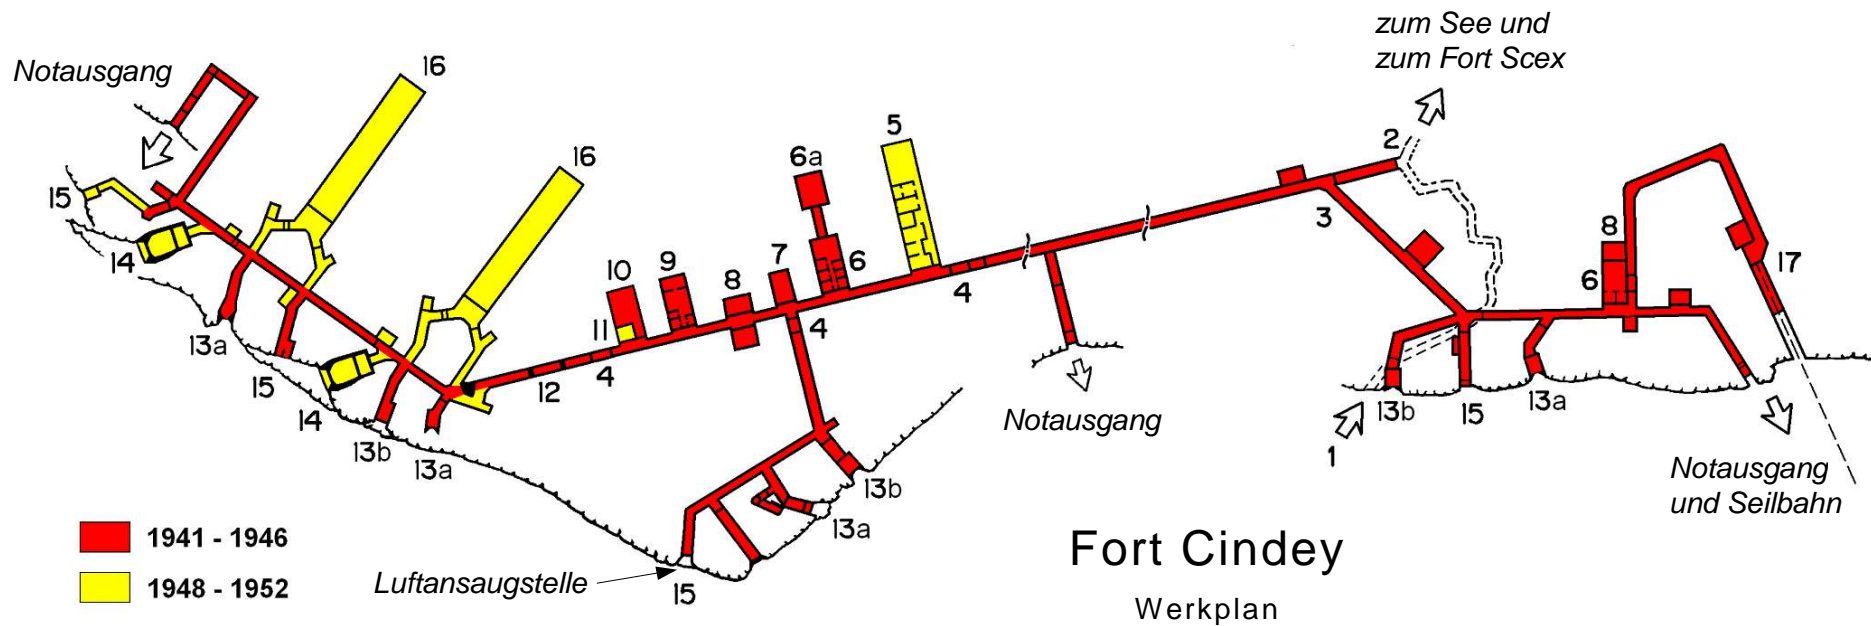 zum See und
zum Fort Scex
Notausgang
16
5
2
6a
16
15
3
8
14
10
9
8
7
6
4
6
17
11
4
13a
15
12
4
14
13b
13a
Notausgang
1
13b
15
13a
Notausgang
und Seilbahn
13b
13a
1941 - 1946
1948 - 1952
Luftansaugstelle
15
Fort Cindey
Werkplan